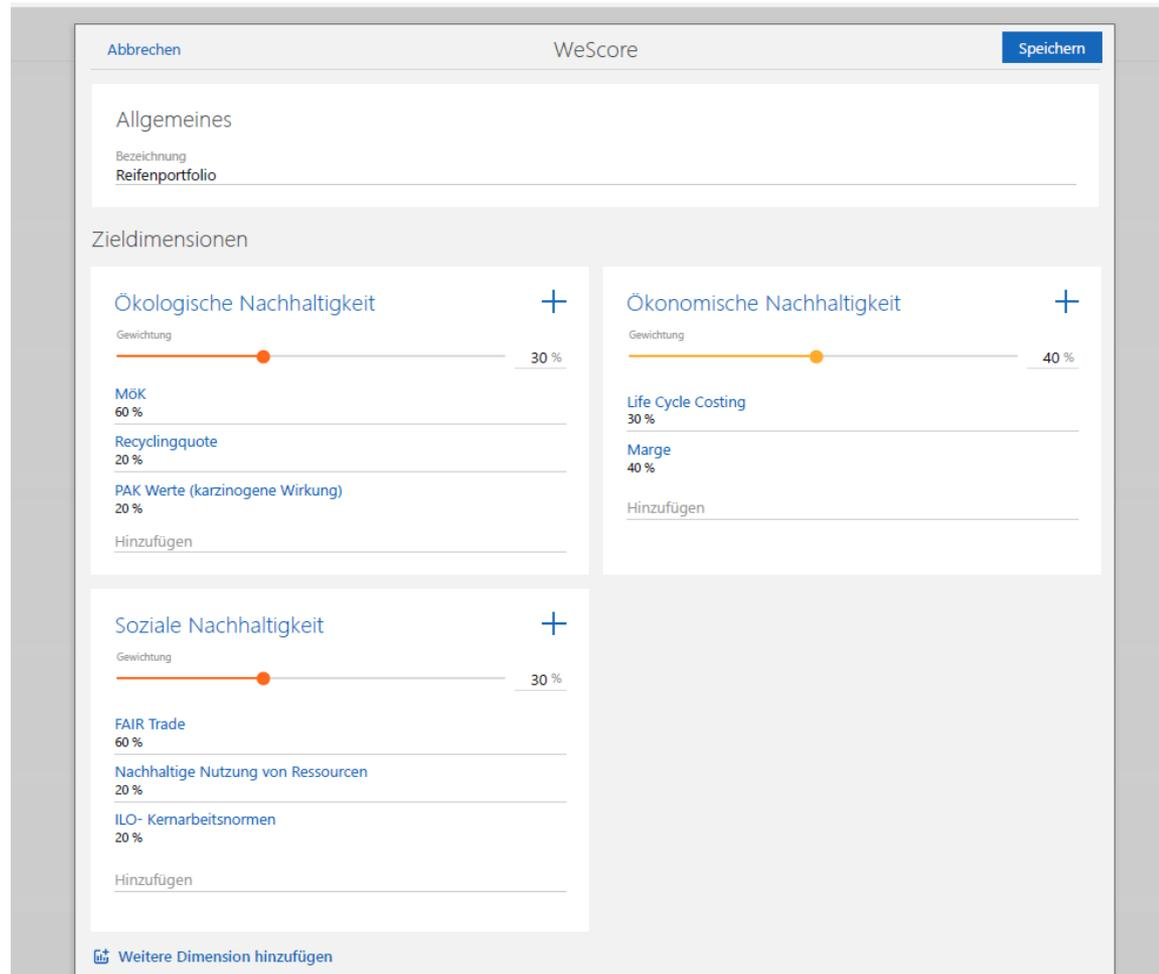 Abbrechen
WeScore
Speichern
Allgemeines
Bezeichnung
Reifenportfolio
Zieldimensionen
Ökologische Nachhaltigkeit
Gewichtung
30 %
MöK
60 %
Recyclingquote
20 %
PAK Werte (karzinogene Wirkung)
20 %
Hinzufügen
Ökonomische Nachhaltigkeit
Gewichtung
40 %
Life Cycle Costing
30 %
Marge
40 %
Hinzufügen
Soziale Nachhaltigkeit
Gewichtung
30 %
FAIR Trade
60 %
Nachhaltige Nutzung von Ressourcen
20 %
ILO- Kernarbeitsnormen
20 %
Hinzufügen
Weitere Dimension hinzufügen